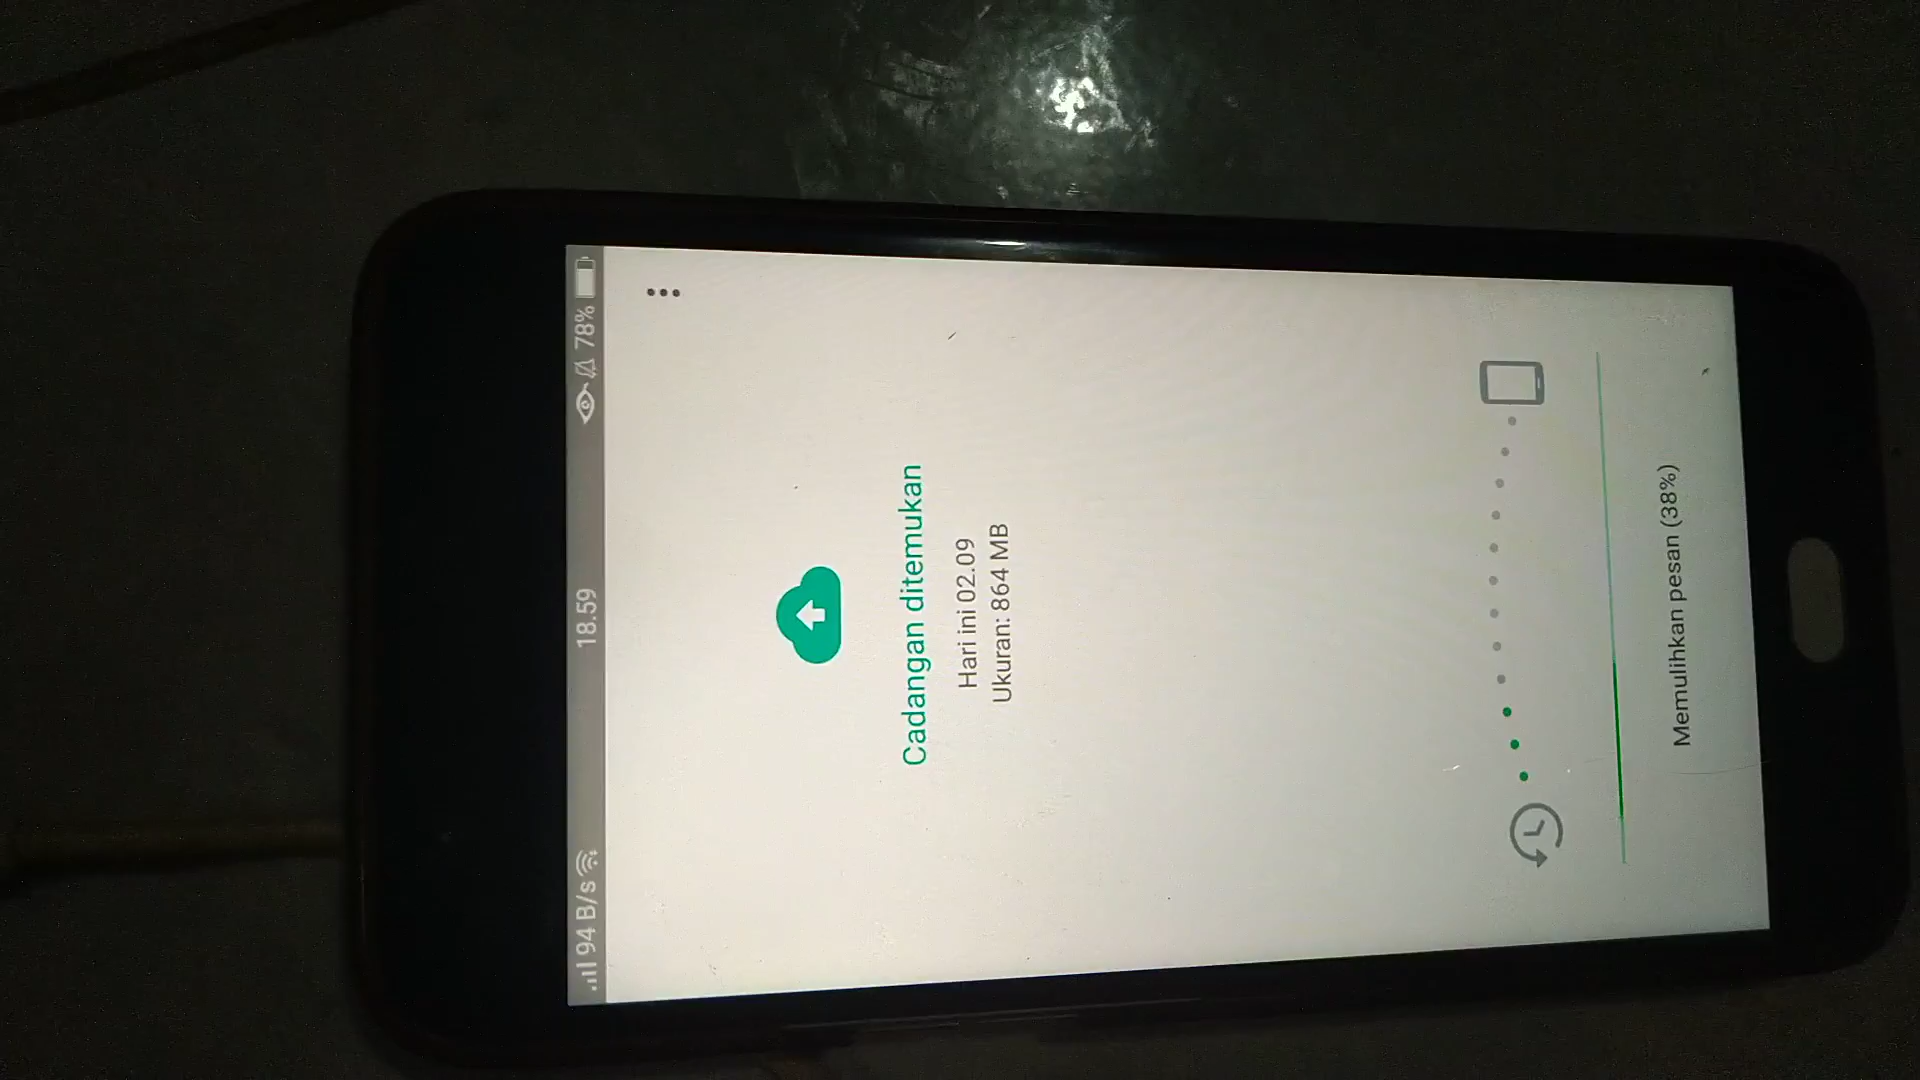 94 B/s
18.59
78%
Cadangan ditemukan
Hari ini 02.09
Ukuran: 864 MB
Memulihkan pesan (38%)